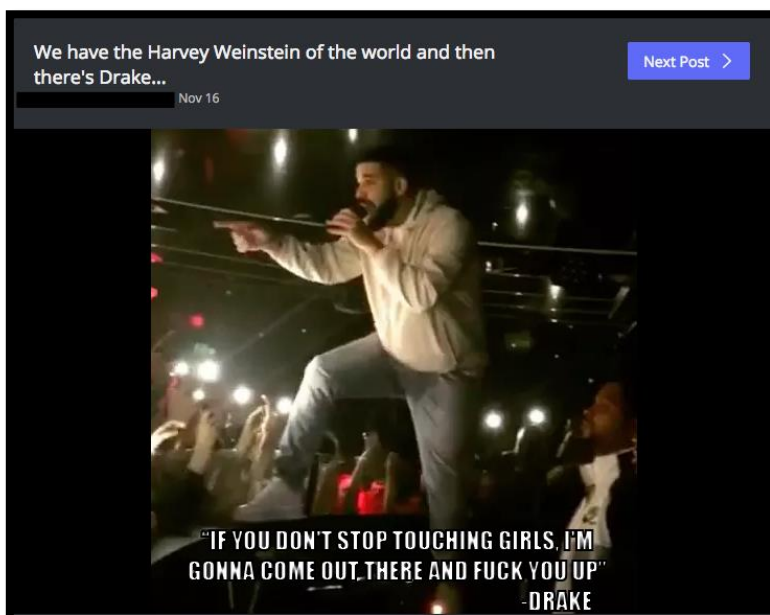 We have the Harvey Weinstein of the world and then
there's Drake...
Next Post
Nov 16
"IF YOU DON'T STOP TOUCHING GIRLS, I'M
GONNA COME OUT THERE AND FUCK YOU UP"
-DRAKE